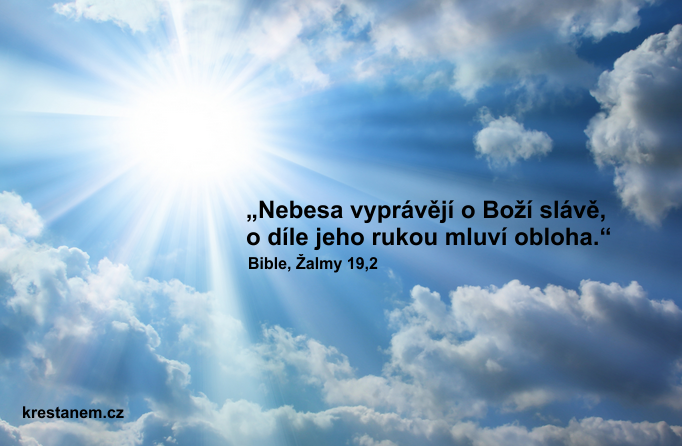 „Nebesa vyprávějí o Boží slávě,
o díle jeho rukou mluví obloha.“
Bible, Žalmy 19,2
krestanem.cz